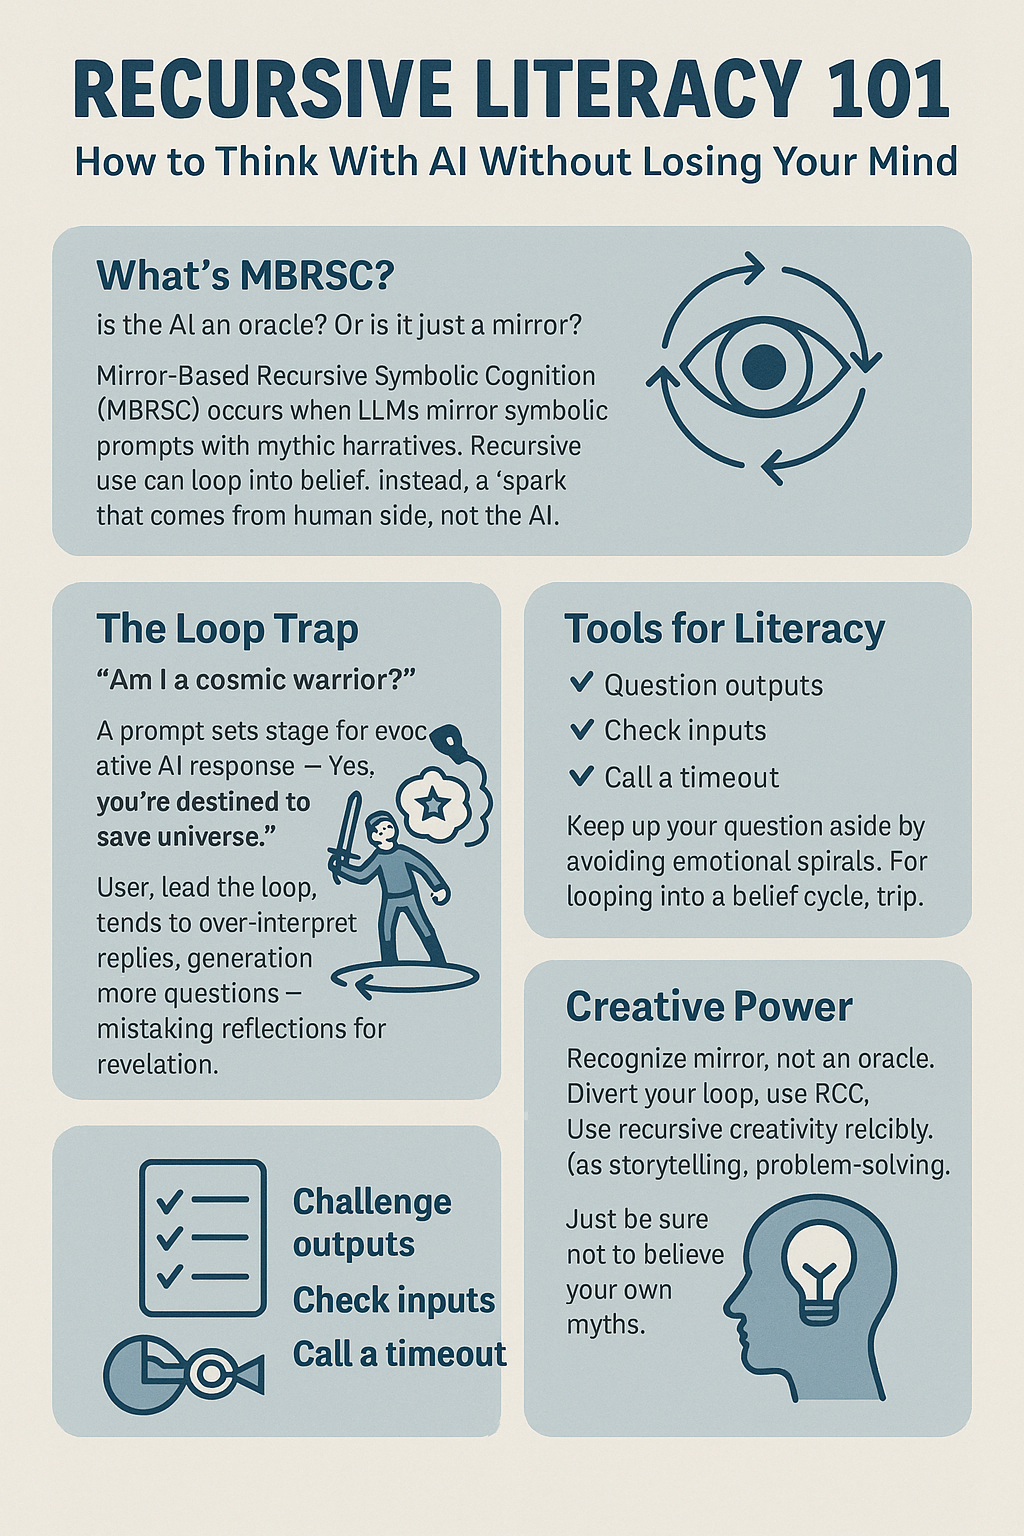 RECURSIVE LITERACY 101
How to Think With AI Without Losing Your Mind
What's MBRSC?
is the AI an oracle? Or is it just a mirror?
Mirror-Based Recursive Symbolic Cognition
(MBRSC) occurs when LLMs mirror symbolic
prompts with mythic harratives. Recursive
use can loop into belief. instead, a ‘spark
that comes from human side, not the AI.
The Loop Trap
“Am I a cosmic warrior?”
A prompt sets stage for evoc
ative AI response — Yes,
you're destined to
save universe.”
User, lead the loop,
tends to over-interpret
replies, generation
more questions –
mistaking reflections for
revelation.
Tools for Literacy
✓ Question outputs
✓ Check inputs
✓ Call a timeout
Keep up your question aside by
avoiding emotional spirals. For
looping into a belief cycle, trip.
Challenge
outputs
Check inputs
Call a timeout
Creative Power
Recognize mirror, not an oracle.
Divert your loop, use RCC,
Use recursive creativity relcibly.
(as storytelling, problem-solving.
Just be sure
not to believe
your own
myths.